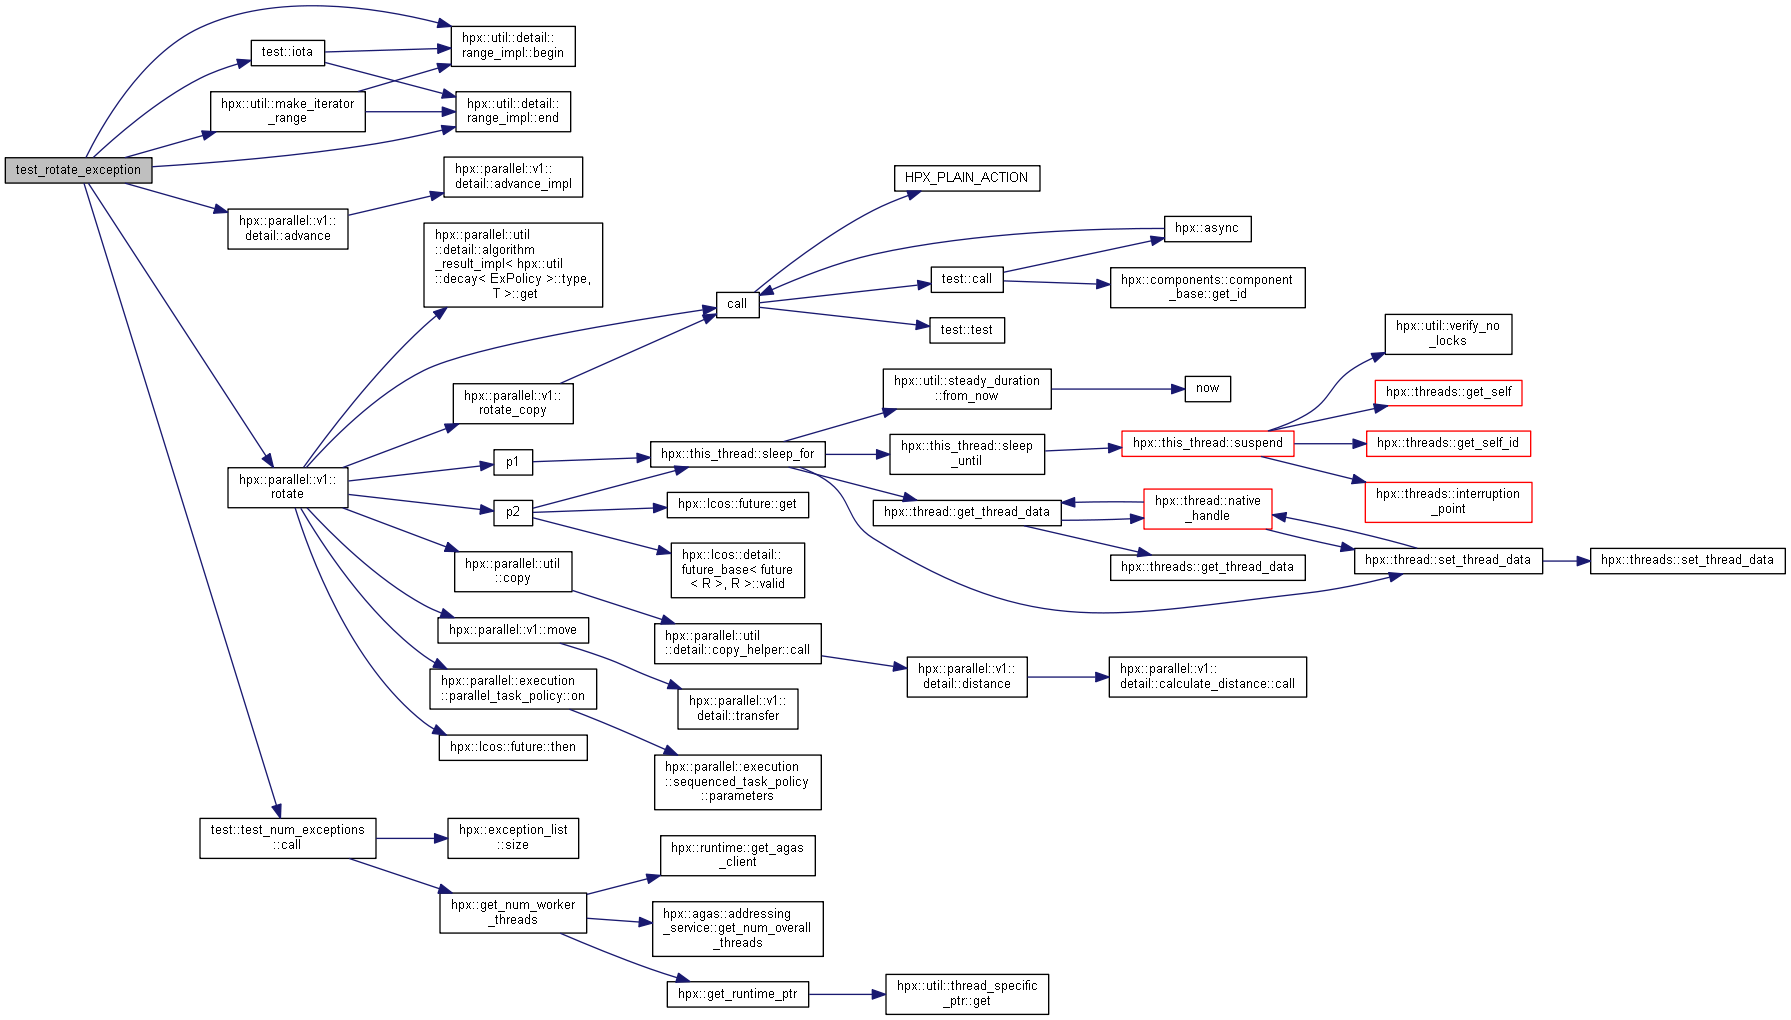 test_rotate_exception
hpx::util::detail::
range_impl::begin
test::iota
hpx::util::make_iterator
_range
hpx::util::detail::
range_impl::end
hpx::parallel::v1::
detail::advance
hpx::parallel::v1::
detail::advance_impl
hpx::parallel::v1::
rotate
hpx::parallel::util
::detail::algorithm
_result_impl< hpx::util
::decay< ExPolicy >::type,
T >::get
call
HPX_PLAIN_ACTION
test::call
hpx::async
hpx::components::component
_base::get_id
test::test
hpx::parallel::v1::
rotate_copy
p1
p2
hpx::this_thread::sleep_for
hpx::util::steady_duration
::from_now
now
hpx::this_thread::sleep
_until
hpx::this_thread::suspend
hpx::util::verify_no
_locks
hpx::threads::get_self
hpx::threads::get_self_id
hpx::threads::interruption
_point
hpx::thread::get_thread_data
hpx::thread::native
_handle
hpx::threads::get_thread_data
hpx::thread::set_thread_data
hpx::threads::set_thread_data
hpx::lcos::future::get
hpx::lcos::detail::
future_base< future
< R >, R >::valid
hpx::parallel::util
::copy
hpx::parallel::util
::detail::copy_helper::call
hpx::parallel::v1::
detail::distance
hpx::parallel::v1::
detail::calculate_distance::call
hpx::parallel::v1::move
hpx::parallel::v1::
detail::transfer
hpx::parallel::execution
::parallel_task_policy::on
hpx::parallel::execution
::sequenced_task_policy
::parameters
hpx::lcos::future::then
test::test_num_exceptions
::call
hpx::exception_list
::size
hpx::get_num_worker
_threads
hpx::runtime::get_agas
_client
hpx::agas::addressing
_service::get_num_overall
_threads
hpx::get_runtime_ptr
hpx::util::thread_specific
_ptr::get